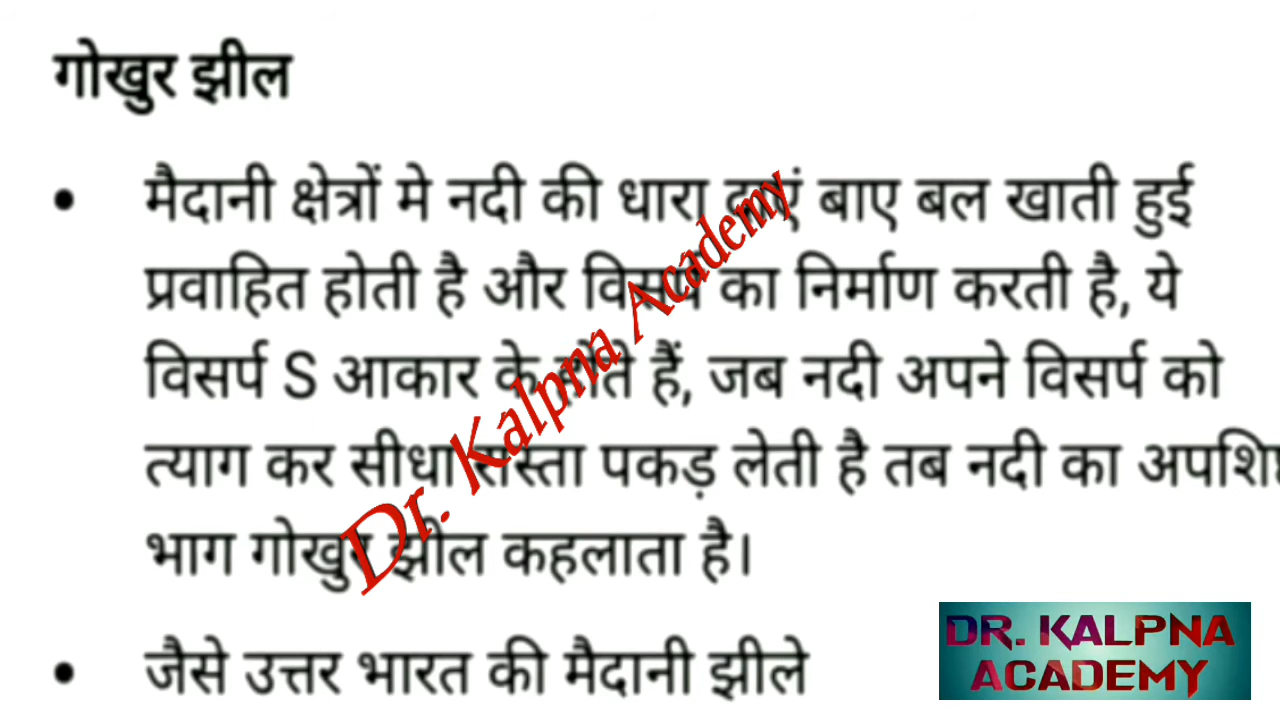 गोखुर झील
• मैदानी क्षेत्रों मे नदी की धारा दाएं बाए बल खाती हुई
प्रवाहित होती है और विसर्प का निर्माण करती है, ये
विसर्प S आकार के होते हैं, जब नदी अपने विसर्प को
त्याग कर सीधा रास्ता पकड़ लेती है तब नदी का
भाग गोखुर झील कहलाता है।
• जैसे उत्तर भारत की मैदानी झीले
Dr. Kalpna Academy
DR. KALPNA
ACADEMY